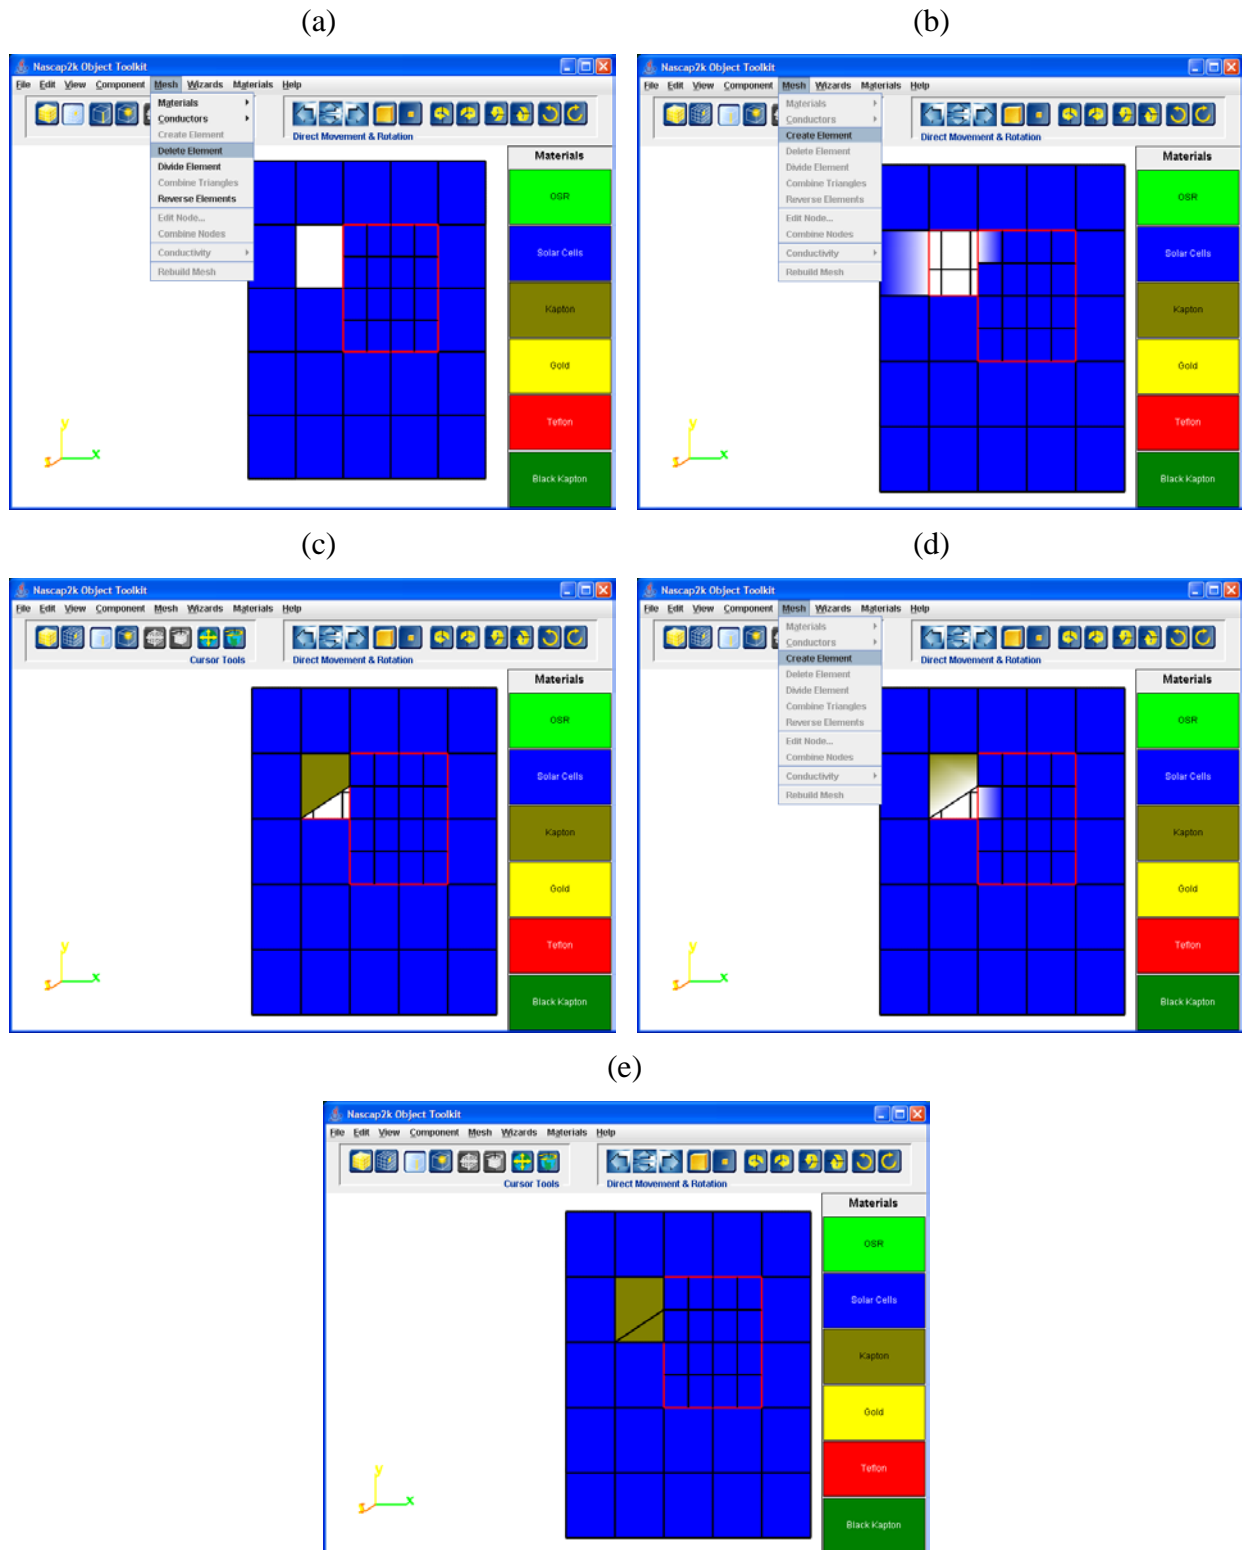 (a)
Nascap2k Object Toolkit
File Edit View Component Mesh Wizards Materials Help
Materials
Conductors
Create Element
Delete Element
Divide Element
Combine Triangles
Reverse Elements
Edit Node...
Combine Nodes
Conductivity
Rebuild Mesh
Direct Movement & Rotation
Materials
OSR
Solar Cells
Kapton
Gold
Teflon
Black Kapton
y
x
(b)
Nascap2k Object Toolkit
File Edit View Component Mesh Wizards Materials Help
Materials
Conductors
Create Element
Delete Element
Divide Element
Combine Triangles
Reverse Elements
Edit Node...
Combine Nodes
Conductivity
Rebuild Mesh
Direct Movement & Rotation
Materials
OSR
Solar Cells
Kapton
Gold
Teflon
Black Kapton
y
x
(c)
Nascap2k Object Toolkit
File Edit View Component Mesh Wizards Materials Help
Cursor Tools
Direct Movement & Rotation
Materials
OSR
Solar Cells
Kapton
Gold
Teflon
Black Kapton
y
x
(d)
Nascap2k Object Toolkit
File Edit View Component Mesh Wizards Materials Help
Materials
Conductors
Create Element
Delete Element
Divide Element
Combine Triangles
Reverse Elements
Edit Node...
Combine Nodes
Conductivity
Rebuild Mesh
Direct Movement & Rotation
Materials
OSR
Solar Cells
Kapton
Gold
Teflon
Black Kapton
y
x
(e)
Nascap2k Object Toolkit
File Edit View Component Mesh Wizards Materials Help
Cursor Tools
Direct Movement & Rotation
Materials
OSR
Solar Cells
Kapton
Gold
Teflon
Black Kapton
y
x